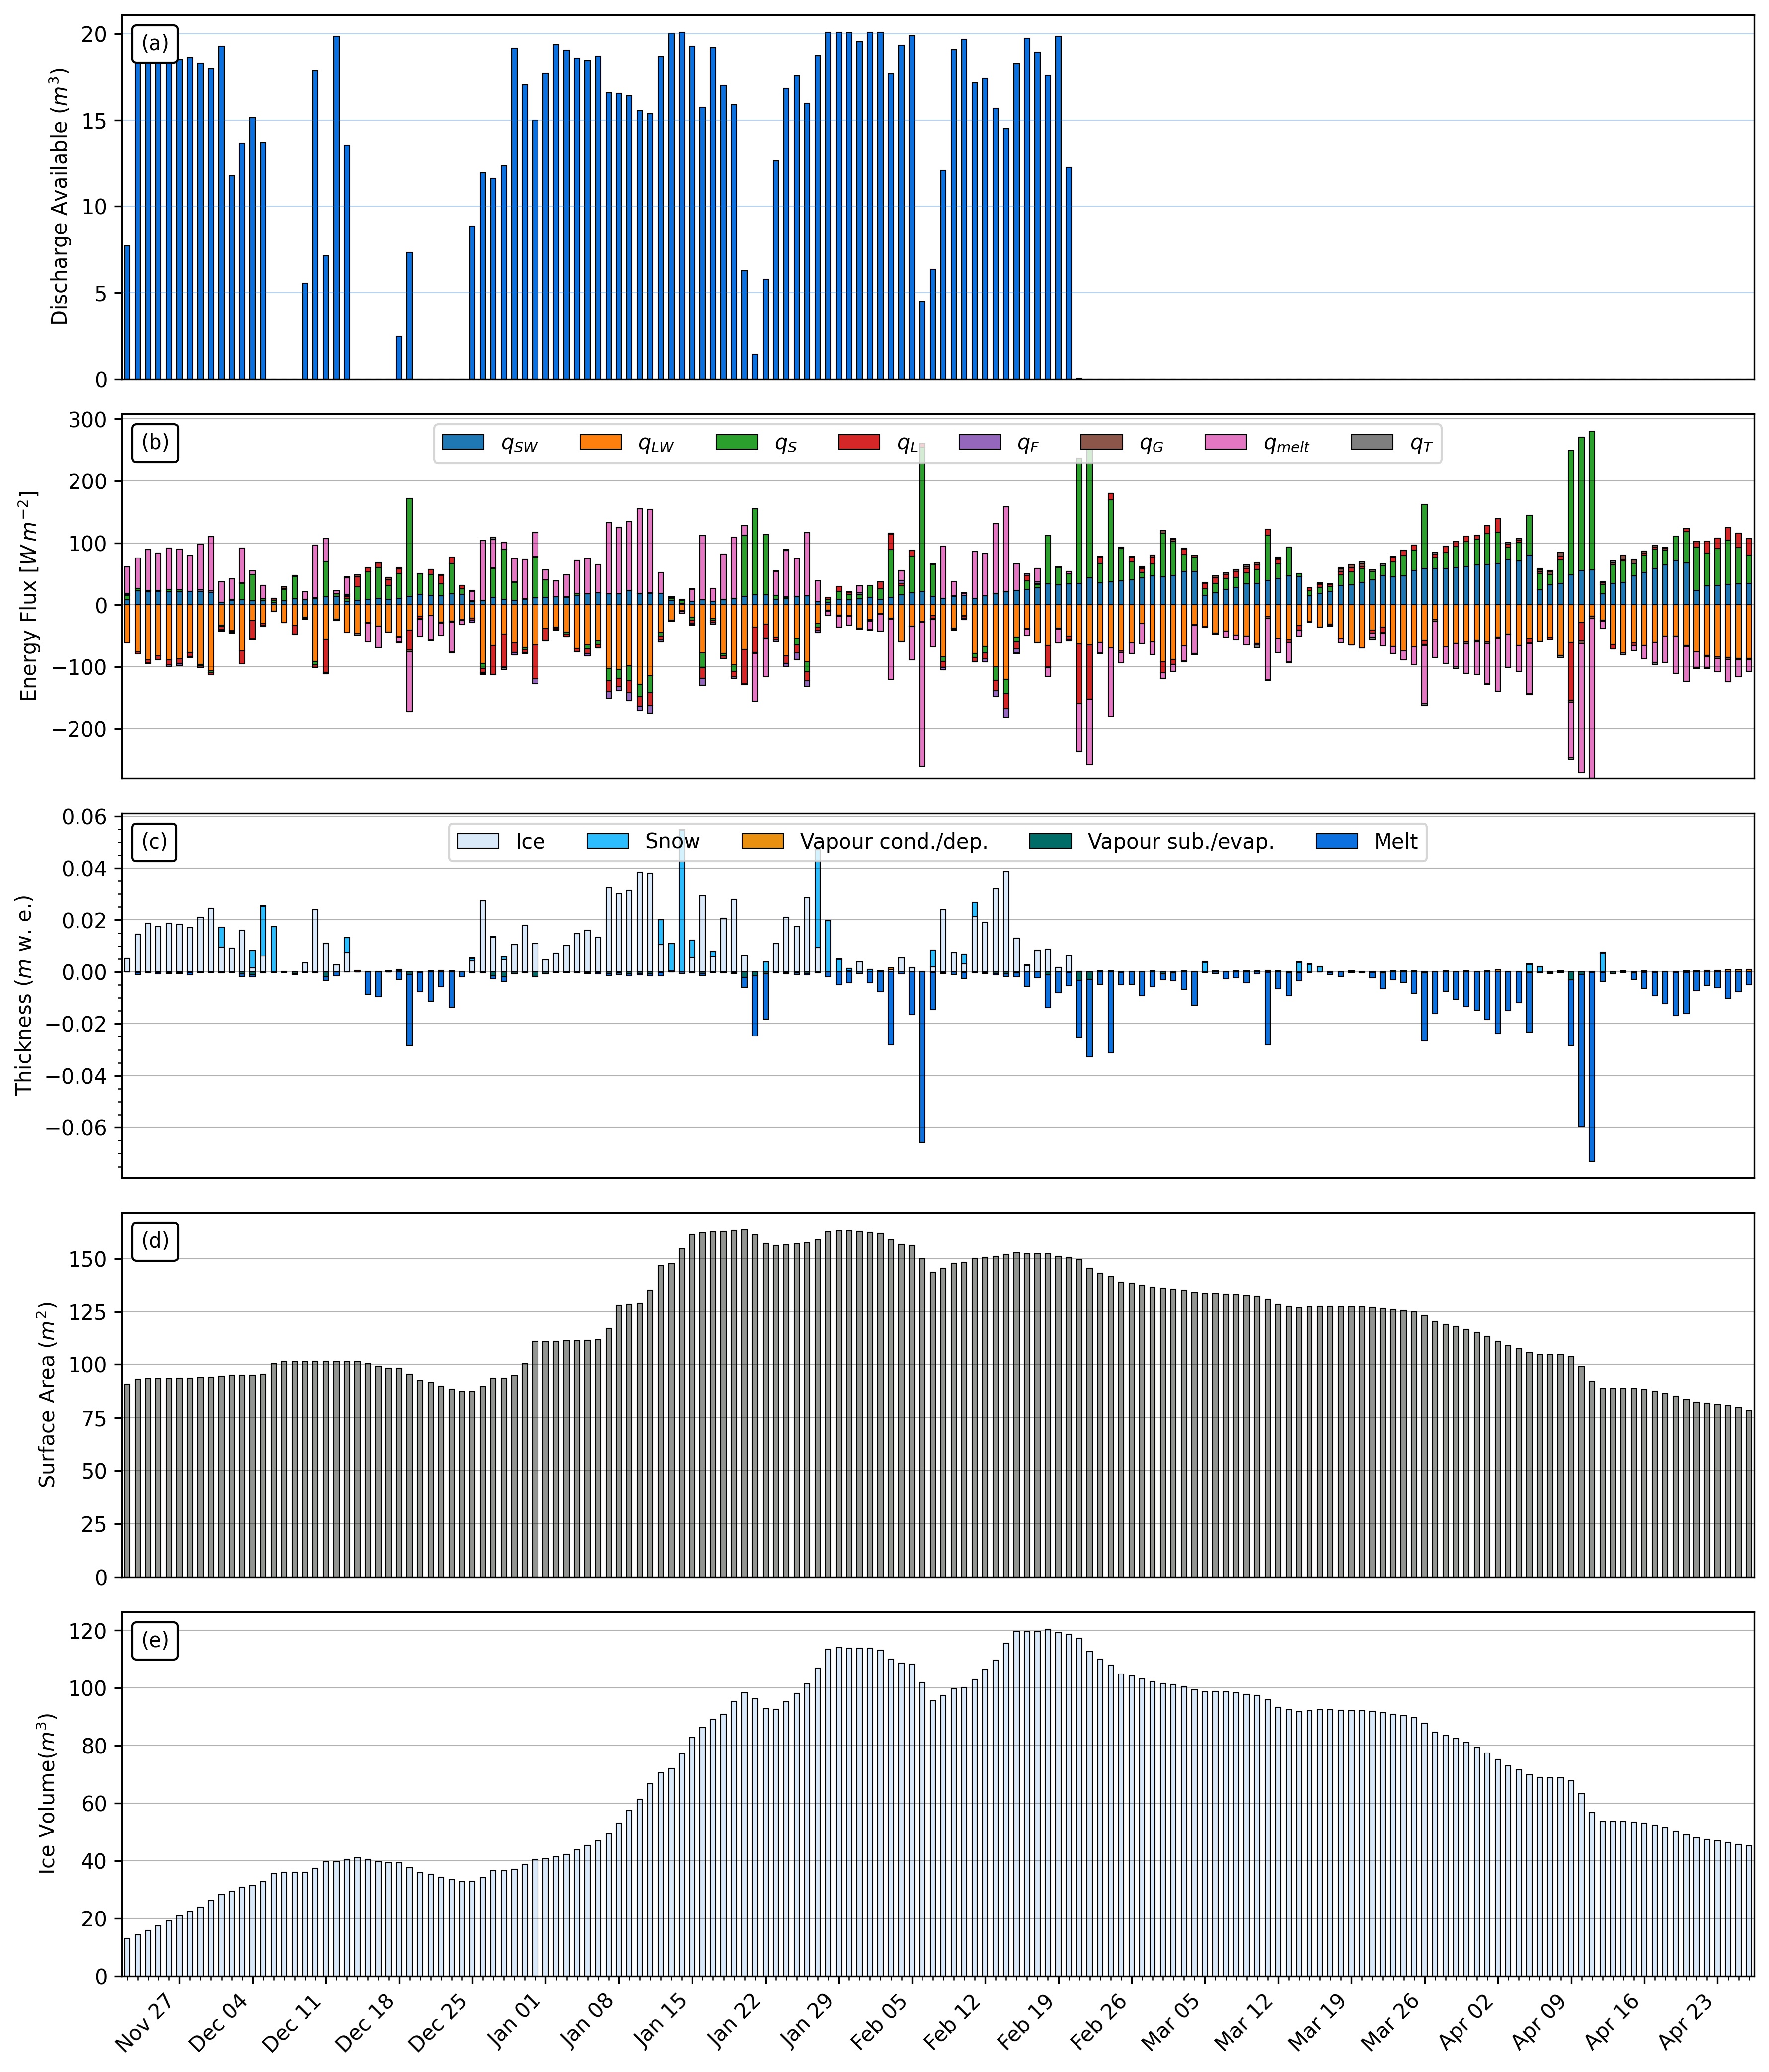 (a)
Discharge Available (m³)
20
15
10
5
0
(b)
q_SW q_LW q_S q_L q_F q_G q_melt q_T
Energy Flux [W m⁻²]
300
200
100
0
−100
−200
(c)
Ice Snow Vapour cond./dep. Vapour sub./evap. Melt
Thickness (m w. e.)
0.06
0.04
0.02
0.00
−0.02
−0.04
−0.06
(d)
Surface Area (m²)
150
125
100
75
50
25
0
(e)
Ice Volume(m³)
120
100
80
60
40
20
0
Nov 27 Dec 04 Dec 11 Dec 18 Dec 25 Jan 01 Jan 08 Jan 15 Jan 22 Jan 29 Feb 05 Feb 12 Feb 19 Feb 26 Mar 05 Mar 12 Mar 19 Mar 26 Apr 02 Apr 09 Apr 16 Apr 23